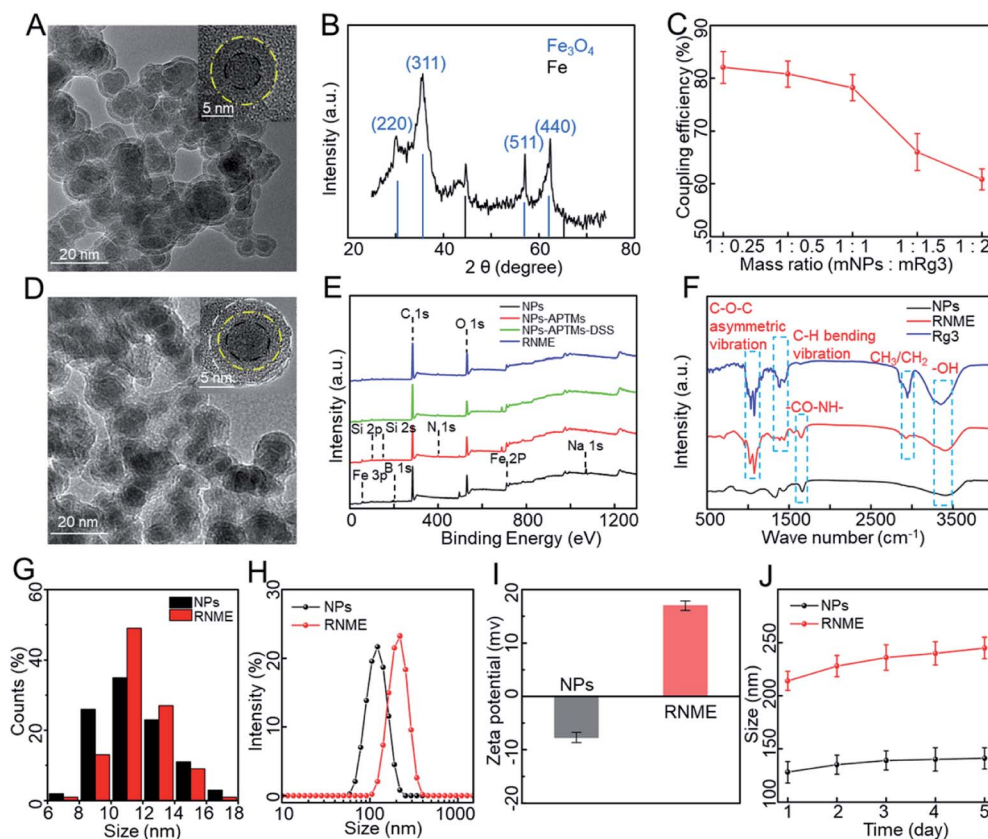 A
5 nm
20 nm
B
Fe₃O₄
Fe
(311)
(220)
(511)
(440)
Intensity (a.u.)
20 40 60 80
2 θ (degree)
C
Coupling efficiency (%)
90
80
70
60
50
1 : 0.25 1 : 0.5 1 : 1 1 : 1.5 1 : 2
Mass ratio (mNPs : mRg3)
D
5 nm
20 nm
E
NPs
NPs-APTMs
NPs-APTMs-DSS
RNME
C 1s
O 1s
Si 2p
Si 2s
N 1s
Fe 3p
B 1s
Fe 2P
Na 1s
Intensity (a.u.)
0 400 800 1200
Binding Energy (eV)
F
NPs
RNME
Rg3
C-O-C
asymmetric
vibration
C-H bending
vibration
CH₃/CH₂
-OH
-CO-NH-
Intensity (a.u.)
500 1500 2500 3500
Wave number (cm⁻¹)
G
NPs
RNME
Counts (%)
60
40
20
0
6 8 10 12 14 16 18
Size (nm)
H
NPs
RNME
Intensity (%)
30
20
10
0
10 100 1000
Size (nm)
I
Zeta potential (mv)
20
10
0
-10
-20
NPs
RNME
J
NPs
RNME
Size (nm)
250
200
150
100
1 2 3 4 5
Time (day)